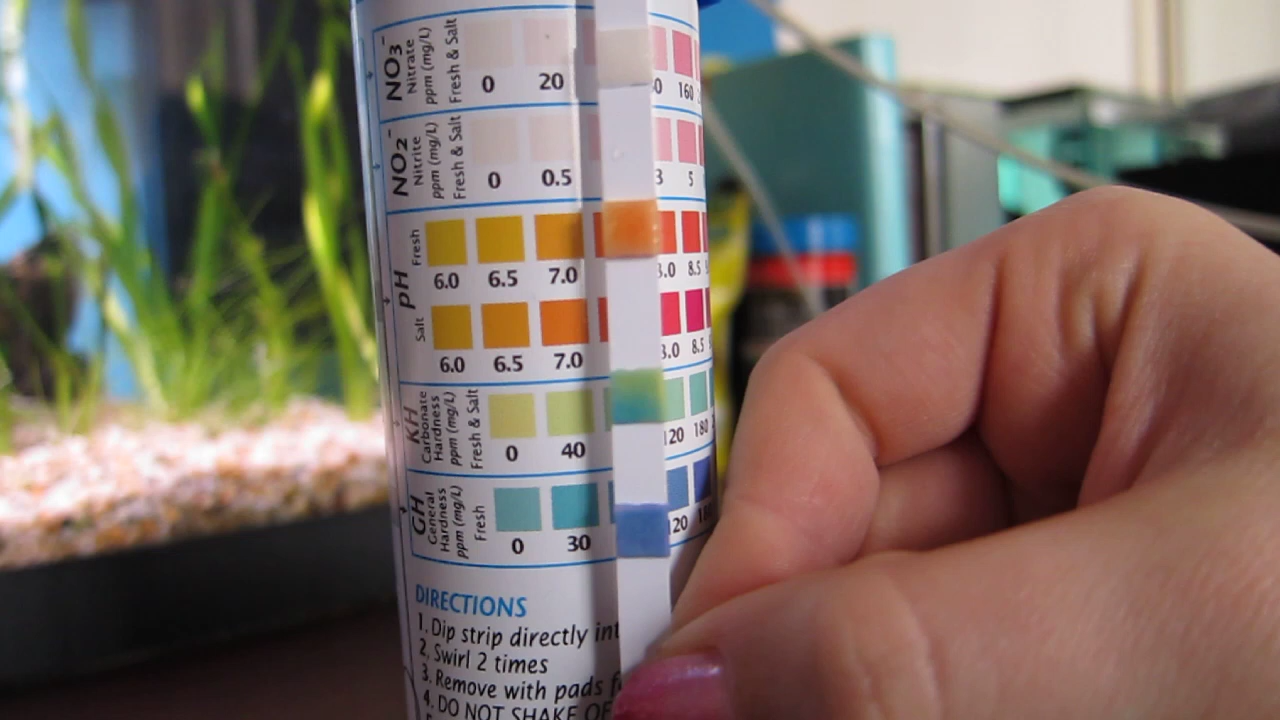 NO3-
Nitrate
ppm (mg/L)
Fresh & Salt
0 20 160
NO2-
Nitrite
ppm (mg/L)
Fresh & Salt
0 0.5 3 5
pH
Fresh
6.0 6.5 7.0 8.5
Salt
6.0 6.5 7.0 8.5
KH
Carbonate
Hardness
ppm (mg/L)
Fresh & Salt
0 40 120 180
GH
General
Hardness
ppm (mg/L)
Fresh
0 30 120
DIRECTIONS
1. Dip strip directly int
2. Swirl 2 times
3. Remove with pads f
4. DO NOT SHAKE OF